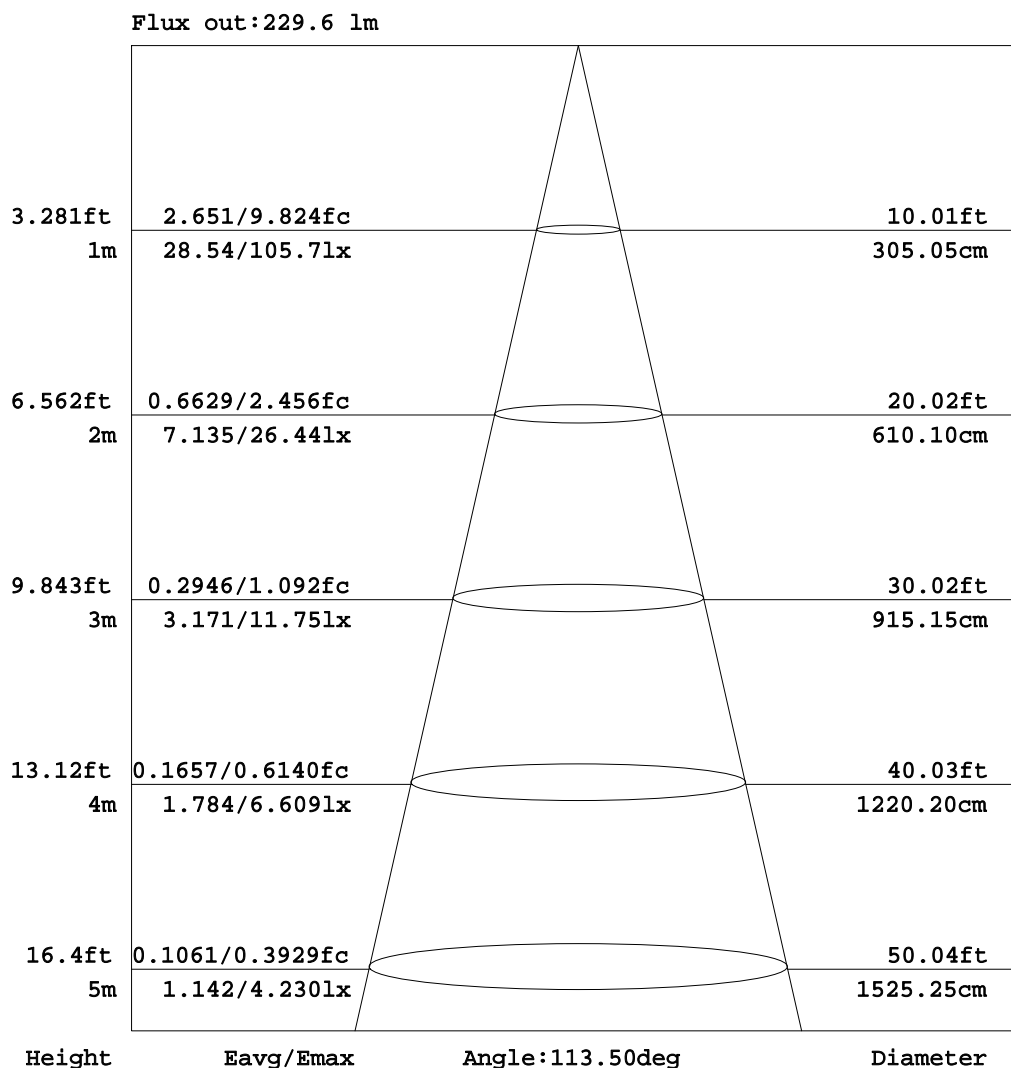 Flux out:229.6 lm
3.281ft 2.651/9.824fc 10.01ft
1m 28.54/105.7lx 305.05cm
6.562ft 0.6629/2.456fc 20.02ft
2m 7.135/26.44lx 610.10cm
9.843ft 0.2946/1.092fc 30.02ft
3m 3.171/11.75lx 915.15cm
13.12ft 0.1657/0.6140fc 40.03ft
4m 1.784/6.609lx 1220.20cm
16.4ft 0.1061/0.3929fc 50.04ft
5m 1.142/4.230lx 1525.25cm
Height Eavg/Emax Angle:113.50deg Diameter